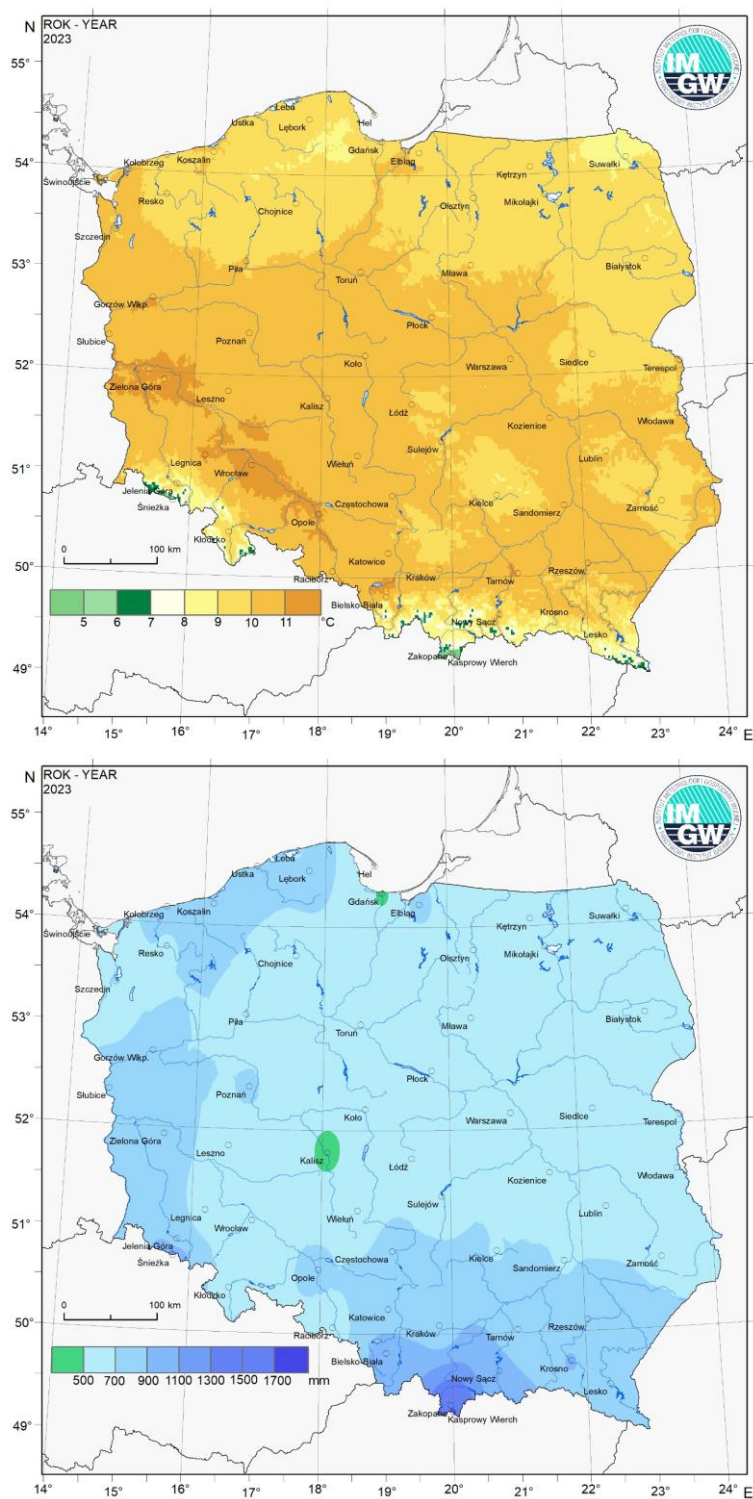 N ROK - YEAR
2023
IMGW
55°
Łeba
Ustka
Hel
Lębork
Gdańsk
Koszalin
Elbląg
Kołobrzeg
54°
Kętrzyn
Suwałki
Świnoujście
Resko
Olsztyn
Mikołajki
Chojnice
Szczecin
53°
Piła
Białystok
Toruń
Mława
Gorzów Wlkp.
Płock
Słubice
Poznań
52°
Koło
Warszawa
Siedlce
Terespol
Zielona Góra
Leszno
Kalisz
Łódź
Kozienice
Włodawa
Sulejów
51°
Legnica
Wrocław
Wieluń
Lublin
Jelenia Góra
Śnieżka
Częstochowa
Kielce
Sandomierz
Zamość
Opole
Kłodzko
0 100 km
50°
Katowice
Racibórz
Kraków
Tarnów
Rzeszów
Bielsko-Biała
Nowy Sącz
Krosno
Lesko
5 6 7 8 9 10 11 °C
49°
Zakopane
Kasprowy Wierch
14° 15° 16° 17° 18° 19° 20° 21° 22° 23° 24° E
N ROK - YEAR
2023
IMGW
55°
Łeba
Ustka
Hel
Lębork
Gdańsk
Koszalin
Elbląg
Kołobrzeg
54°
Kętrzyn
Suwałki
Świnoujście
Resko
Olsztyn
Mikołajki
Chojnice
Szczecin
53°
Piła
Białystok
Toruń
Mława
Gorzów Wlkp.
Płock
Słubice
Poznań
52°
Koło
Warszawa
Siedlce
Terespol
Zielona Góra
Leszno
Kalisz
Łódź
Kozienice
Włodawa
Sulejów
51°
Legnica
Wrocław
Wieluń
Lublin
Jelenia Góra
Śnieżka
Częstochowa
Kielce
Sandomierz
Zamość
Opole
Kłodzko
0 100 km
50°
Katowice
Racibórz
Kraków
Tarnów
Rzeszów
Bielsko-Biała
Nowy Sącz
Krosno
Lesko
500 700 900 1100 1300 1500 1700 mm
49°
Zakopane
Kasprowy Wierch
14° 15° 16° 17° 18° 19° 20° 21° 22° 23° 24° E